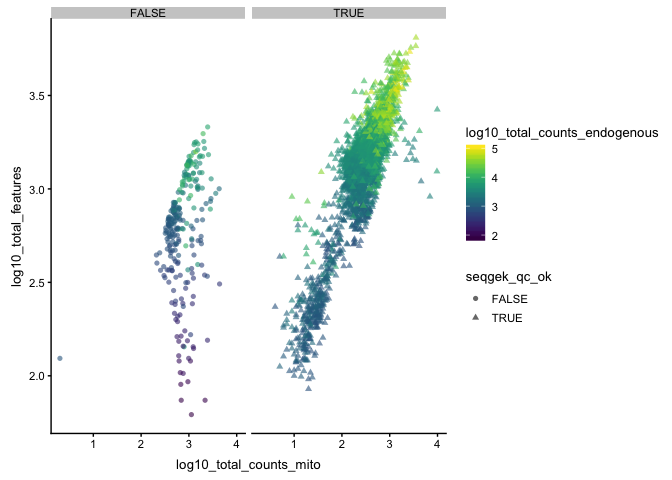 FALSE
TRUE
3.5
3.0
2.5
2.0
log10_total_features
1 2 3 4
1 2 3 4
log10_total_counts_mito
log10_total_counts_endogenous
5
4
3
2
seqgek_qc_ok
FALSE
TRUE